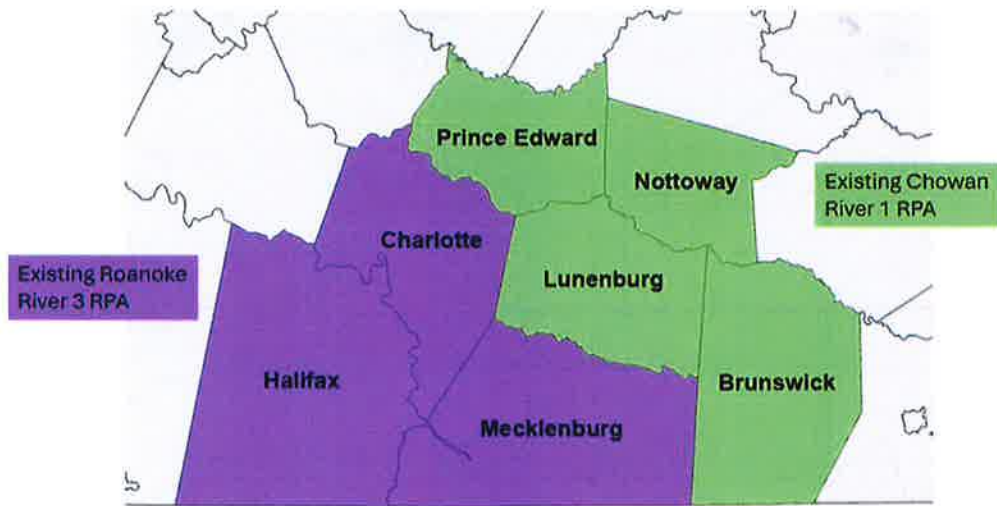 Prince Edward
Nottoway
Existing Chowan
River 1 RPA
Charlotte
Existing Roanoke
River 3 RPA
Lunenburg
Halifax
Brunswick
Mecklenburg